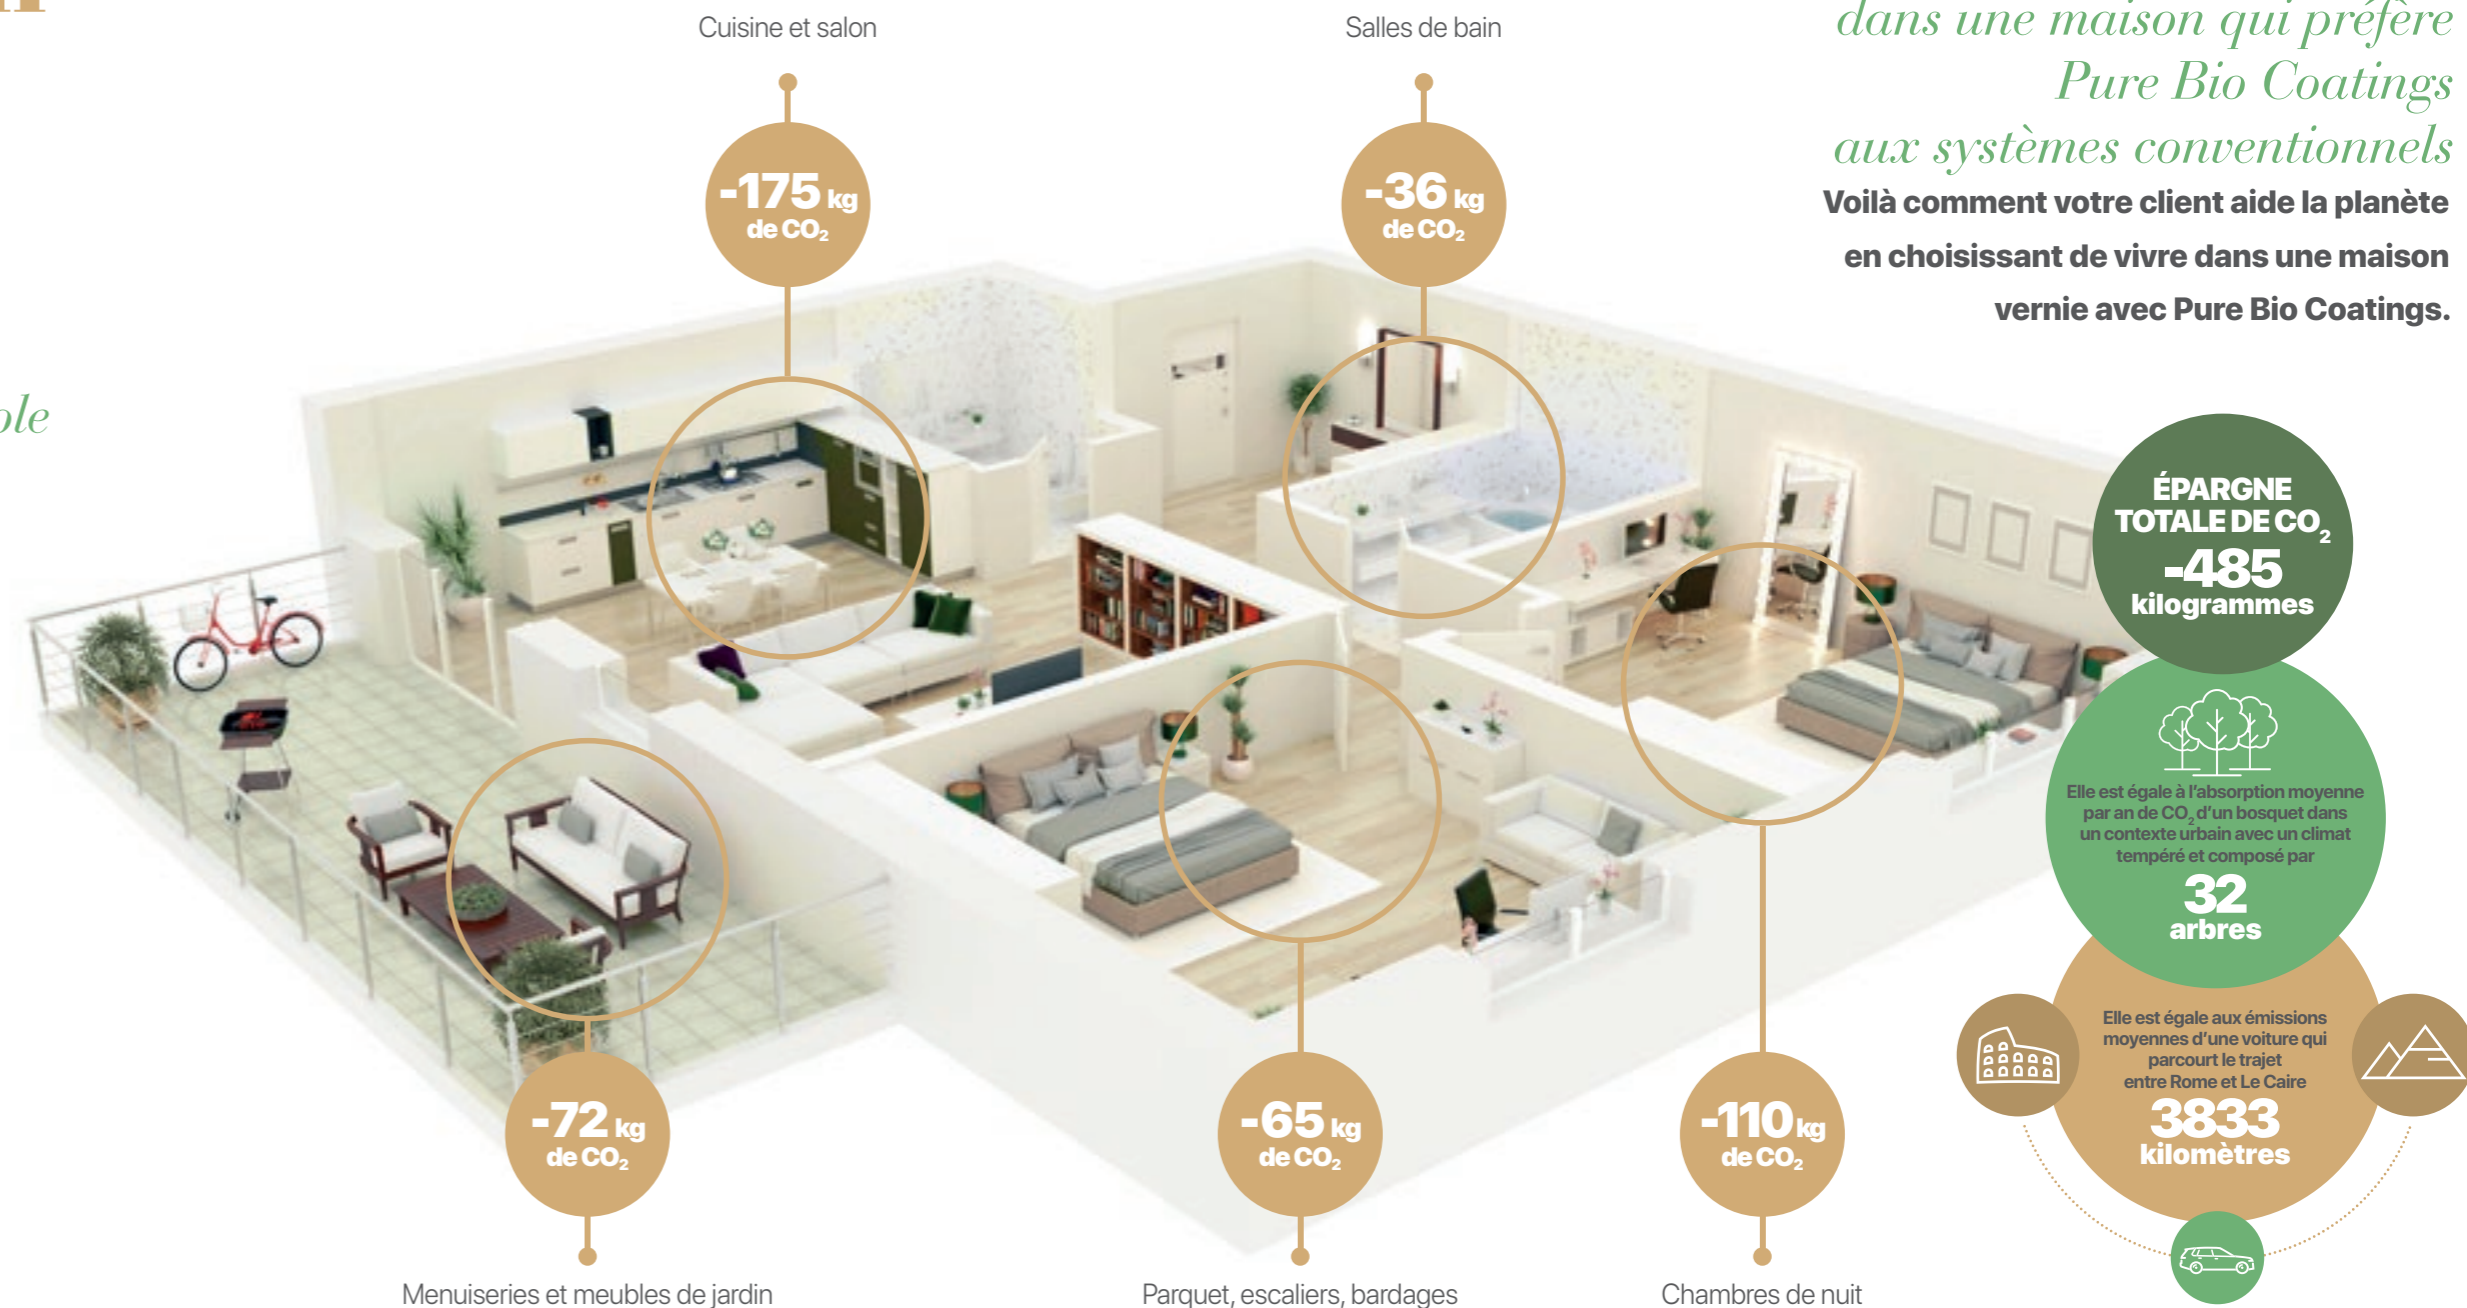 Cuisine et salon
-175 kg
de CO₂
Salles de bain
-36 kg
de CO₂
dans une maison qui préfère
Pure Bio Coatings
aux systèmes conventionnels
Voilà comment votre client aide la planète
en choisissant de vivre dans une maison
vernie avec Pure Bio Coatings.
ÉPARGNE
TOTALE DE CO₂
-485
kilogrammes
Elle est égale à l’absorption moyenne
par an de CO₂ d’un bosquet dans
un contexte urbain avec un climat
tempéré et composé par
32
arbres
Elle est égale aux émissions
moyennes d’une voiture qui
parcourt le trajet
entre Rome et Le Caire
3833
kilomètres
-72 kg
de CO₂
Menuiseries et meubles de jardin
-65 kg
de CO₂
Parquet, escaliers, bardages
-110 kg
de CO₂
Chambres de nuit